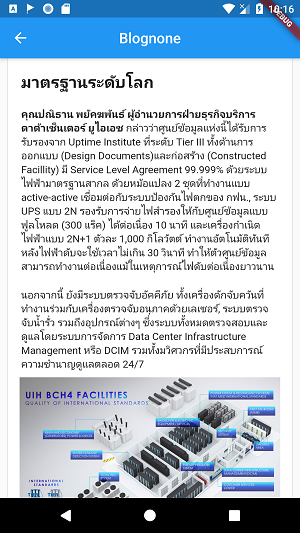 10:16
DEBUG
Blognone
มาตรฐานระดับโลก
คุณปณิธาน พยัคฆพันธ์ ผู้อำนวยการฝ่ายธุรกิจบริการ
ดาต้าเซ็นเตอร์ ยูไอเอช กล่าวว่าศูนย์ข้อมูลแห่งนี้ได้รับการ
รับรองจาก Uptime Institute ที่ระดับ Tier III ทั้งด้านการ
ออกแบบ (Design Documents)และก่อสร้าง (Constructed
Facillity) มี Service Level Agreement 99.999% ด้วยระบบ
ไฟฟ้ามาตรฐานสากล ด้วยหม้อแปลง 2 ชุดที่ทำงานแบบ
active-active เชื่อมต่อกับระบบป้องกันไฟตกของ กฟน., ระบบ
UPS แบบ 2N รองรับการจ่ายไฟสำรองให้กับศูนย์ข้อมูลแบบ
ฟูลโหลด (300 แร็ค) ได้ต่อเนื่อง 10 นาที และเครื่องกำเนิด
ไฟฟ้าแบบ 2N+1 ตัวละ 1,000 กิโลวัตต์ ทำงานอัตโนมัติทันที
หลังไฟฟ้าดับจะใช้เวลาไม่เกิน 30 วินาที ทำให้ตัวศูนย์ข้อมูล
สามารถทำงานต่อเนื่องแม้ในเหตุการณ์ไฟดับต่อเนื่องยาวนาน
นอกจากนี้ ยังมีระบบตรวจจับอัคคีภัย ทั้งเครื่องดักจับควันที่
ทำงานร่วมกับเครื่องตรวจจับอนุภาคด้วยเลเซอร์, ระบบตรวจ
จับน้ำรั่ว รวมถึงอุปกรณ์ต่างๆ ซึ่งระบบทั้งหมดตรวจสอบและ
ดูแลโดยระบบการจัดการ Data Center Infrastructure
Management หรือ DCIM รวมทั้งมวิศวกรที่มีประสบการณ์
ความชำนาญดูแลตลอด 24/7
UIH BCH4 FACILITIES
QUALITY OF INTERNATIONAL STANDARDS
INTERNATIONAL
STANDARDS